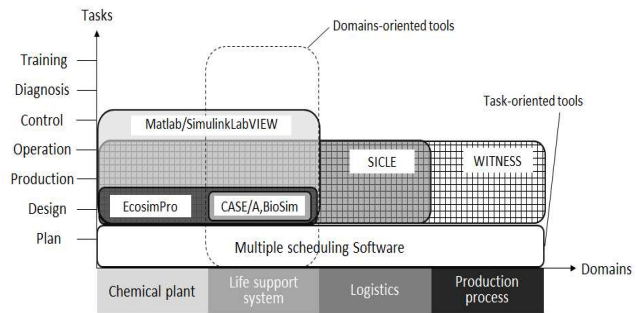 Tasks
Domains-oriented tools
Training
Diagnosis
Task-oriented tools
Control
Matlab/SimulinkLabVIEW
Operation
SICLE
WITNESS
Production
EcosimPro
CASE/A,BioSim
Design
Plan
Multiple scheduling Software
Domains
Chemical plant
Life support
system
Logistics
Production
process